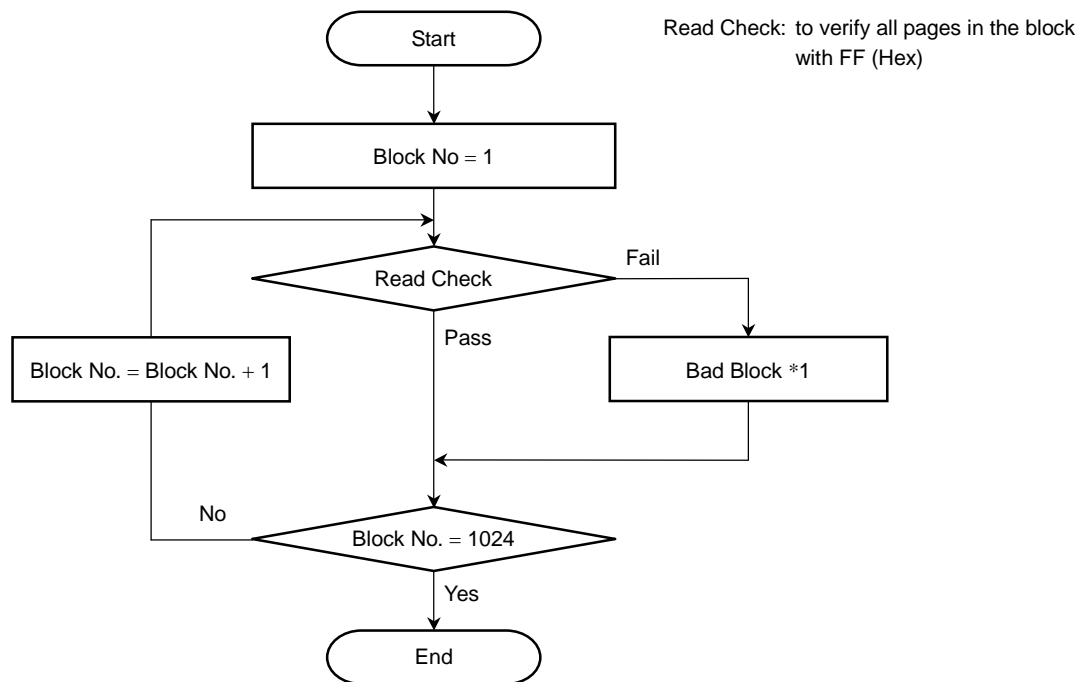 Start
Read Check: to verify all pages in the block
with FF (Hex)
Block No = 1
Read Check
Fail
Pass
Block No. = Block No. + 1
Bad Block *1
No
Block No. = 1024
Yes
End